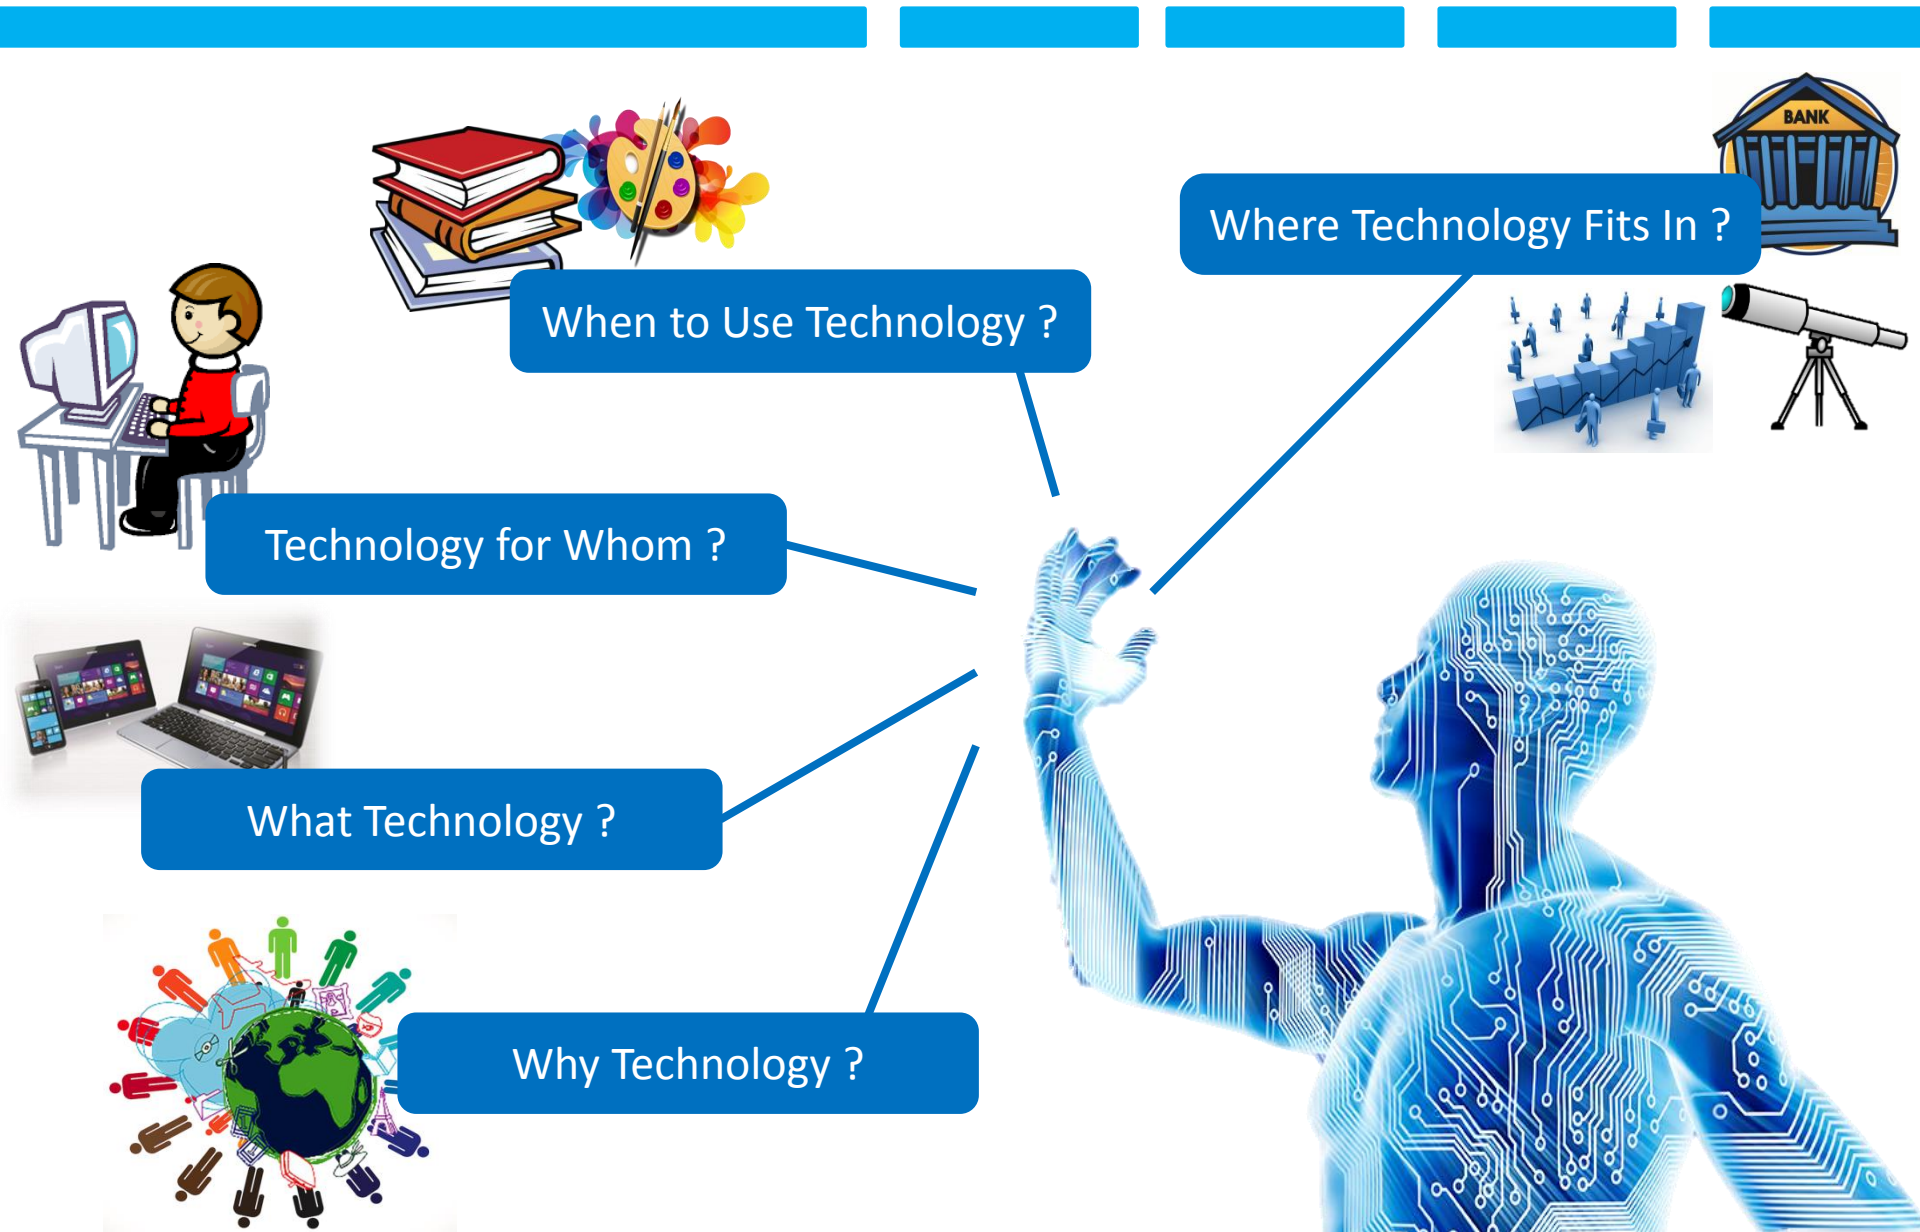 BANK
Where Technology Fits In ?
When to Use Technology ?
Technology for Whom ?
What Technology ?
Why Technology ?